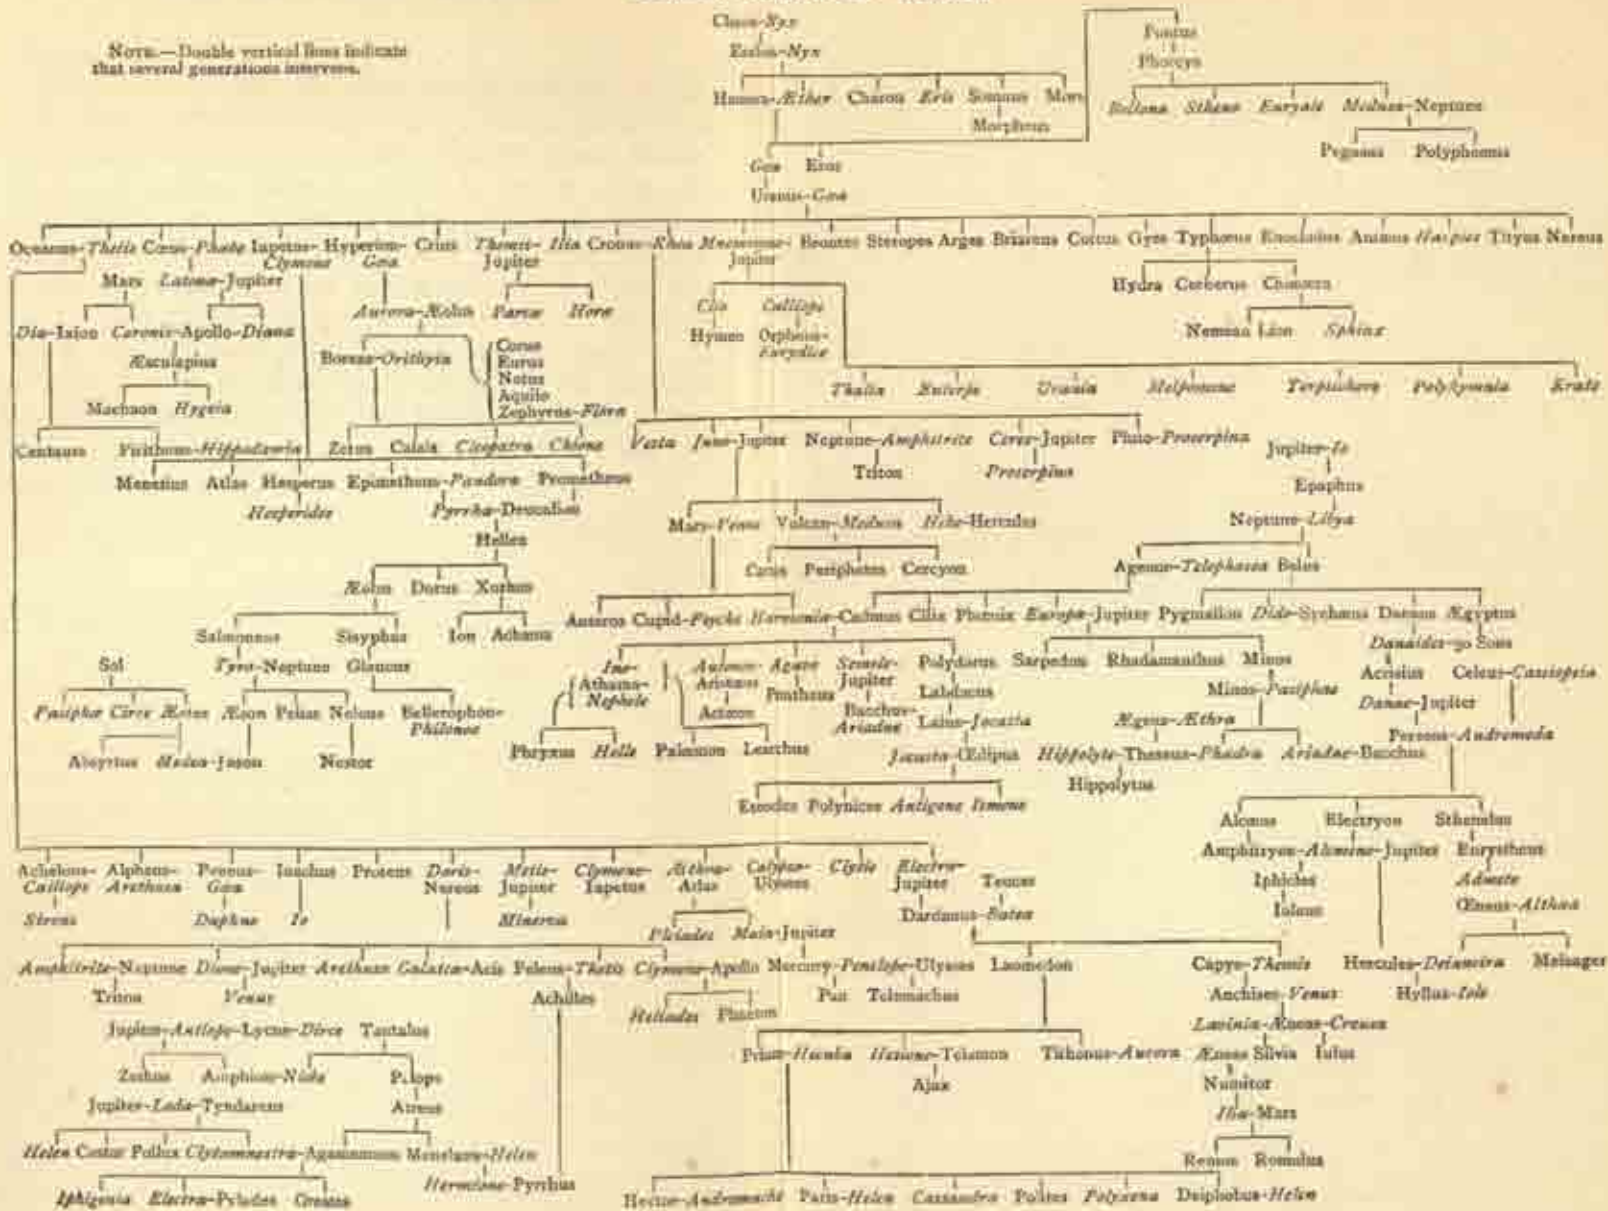 NOTE.—Double vertical lines indicate
that several generations intervene.
Chaos-Nyx
Erebus-Nyx
Hemera-Æther Charon Eris Somnus Mors
Morpheus
Pontus
Phorcys
Bellona Stheno Euryale Medusa-Neptune
Pegasus Polyphemus
Gæa Eros
Uranus-Gæa
Oceanus-Thetis Cœus-Phœbe Iapetus- Hyperion- Crius Themis- Ilia Cronus-Rhea Mnemosyne- Brontes Steropes Arges Briareus Cottus Gyes Typhœus Enceladus Harpies Tityus Nereus
Clymene Gæa Jupiter Jupiter
Mars Latona-Jupiter
Hydra Cerberus Chimæra
Aurora-Æolus Parcæ Horæ
Clio Calliope
Dia-Ixion Coronis-Apollo-Diana
Nemean Lion Sphinx
Hymen Orpheus-
Eurydice
Æsculapius
Boreas-Orithyia
Corus
Eurus
Notus
Aquilo
Zephyrus-Flora
Machaon Hygeia
Thalia Euterpe Urania Melpomene Terpsichore Polyhymnia Erato
Centaurs Pirithous-Hippodamia Zetus Calais Cleopatra Chione
Vesta Juno-Jupiter Neptune-Amphitrite Ceres-Jupiter Pluto-Proserpina
Triton Proserpina
Jupiter-Io
Epaphus
Neptune-Libya
Menetius Atlas Hesperus Epimetheus-Pandora Prometheus
Hesperides Pyrrha-Deucalion
Hellen
Mars-Venus Vulcan-Medusa Hebe-Hercules
Cacus Periphetes Cercyon
Agenor-Telephassa Belus
Æolus Dorus Xuthus
Anteros Cupid-Psyche Harmonia-Cadmus Cilix Phœnix Europa-Jupiter Pygmalion Dido-Sychæus Danaus Ægyptus
Salmoneus Sisyphus Ion Achæus
Danaides-50 Sons
Tyro-Neptune Glaucus
Ino- Autonoe- Agave Semele- Polydorus Sarpedon Rhadamanthus Minos
Athamas- Aristæus Pentheus Jupiter Labdacus
Nephele Actæon Bacchus- Laius-Jocasta
Ariadne
Minos-Pasiphae
Acrisius Celeus-Cassiopeia
Danae-Jupiter
Perseus-Andromeda
Sol
Pasiphae Circe Æetes Æson Pelias Neleus Bellerophon-
Philonoe
Absyrtus Medea-Jason Nestor
Phryxus Helle Palæmon Learchus
Jocasta-Œdipus
Ægeus-Æthra
Hippolyte-Theseus-Phædra Ariadne-Bacchus
Hippolytus
Eteocles Polynices Antigone Ismene
Alcæus Electryon Sthenelus
Amphitryon-Alcmene-Jupiter Eurystheus
Iphicles Admete
Iolaus Œneus-Althæa
Achelous- Alpheus- Peneus- Inachus Proteus Doris- Metis- Clymene- Æthra- Calypso- Clytie Electra-
Calliope Arethusa Gæa Nereus Jupiter Iapetus Atlas Ulysses Jupiter Teucer
Sirens Daphne Io Minerva Dardanus-Batea
Pleiades Maia-Jupiter
Amphitrite-Neptune Dione-Jupiter Arethusa Galatea-Acis Peleus-Thetis Clymene-Apollo Mercury-Penelope-Ulysses Laomedon Capys-Themis Hercules-Deianeira Meleager
Triton Venus Achilles Pan Telemachus Anchises-Venus Hyllus-Iole
Heliades Phaeton
Lavinia-Æneas-Creusa
Jupiter-Antiope-Lycus-Dirce Tantalus
Zethus Amphion-Niobe Pelops
Priam-Hecuba Hesione-Telamon Tithonus-Aurora Æneas Silvia Iulus
Ajax Numitor
Jupiter-Leda-Tyndareus Atreus
Ilia-Mars
Helen Castor Pollux Clytæmnestra-Agamemnon Menelaus-Helen
Remus Romulus
Iphigenia Electra-Pylades Orestes Hermione-Pyrrhus
Hector-Andromache Paris-Helen Cassandra Polites Polyxena Deiphobus-Helen